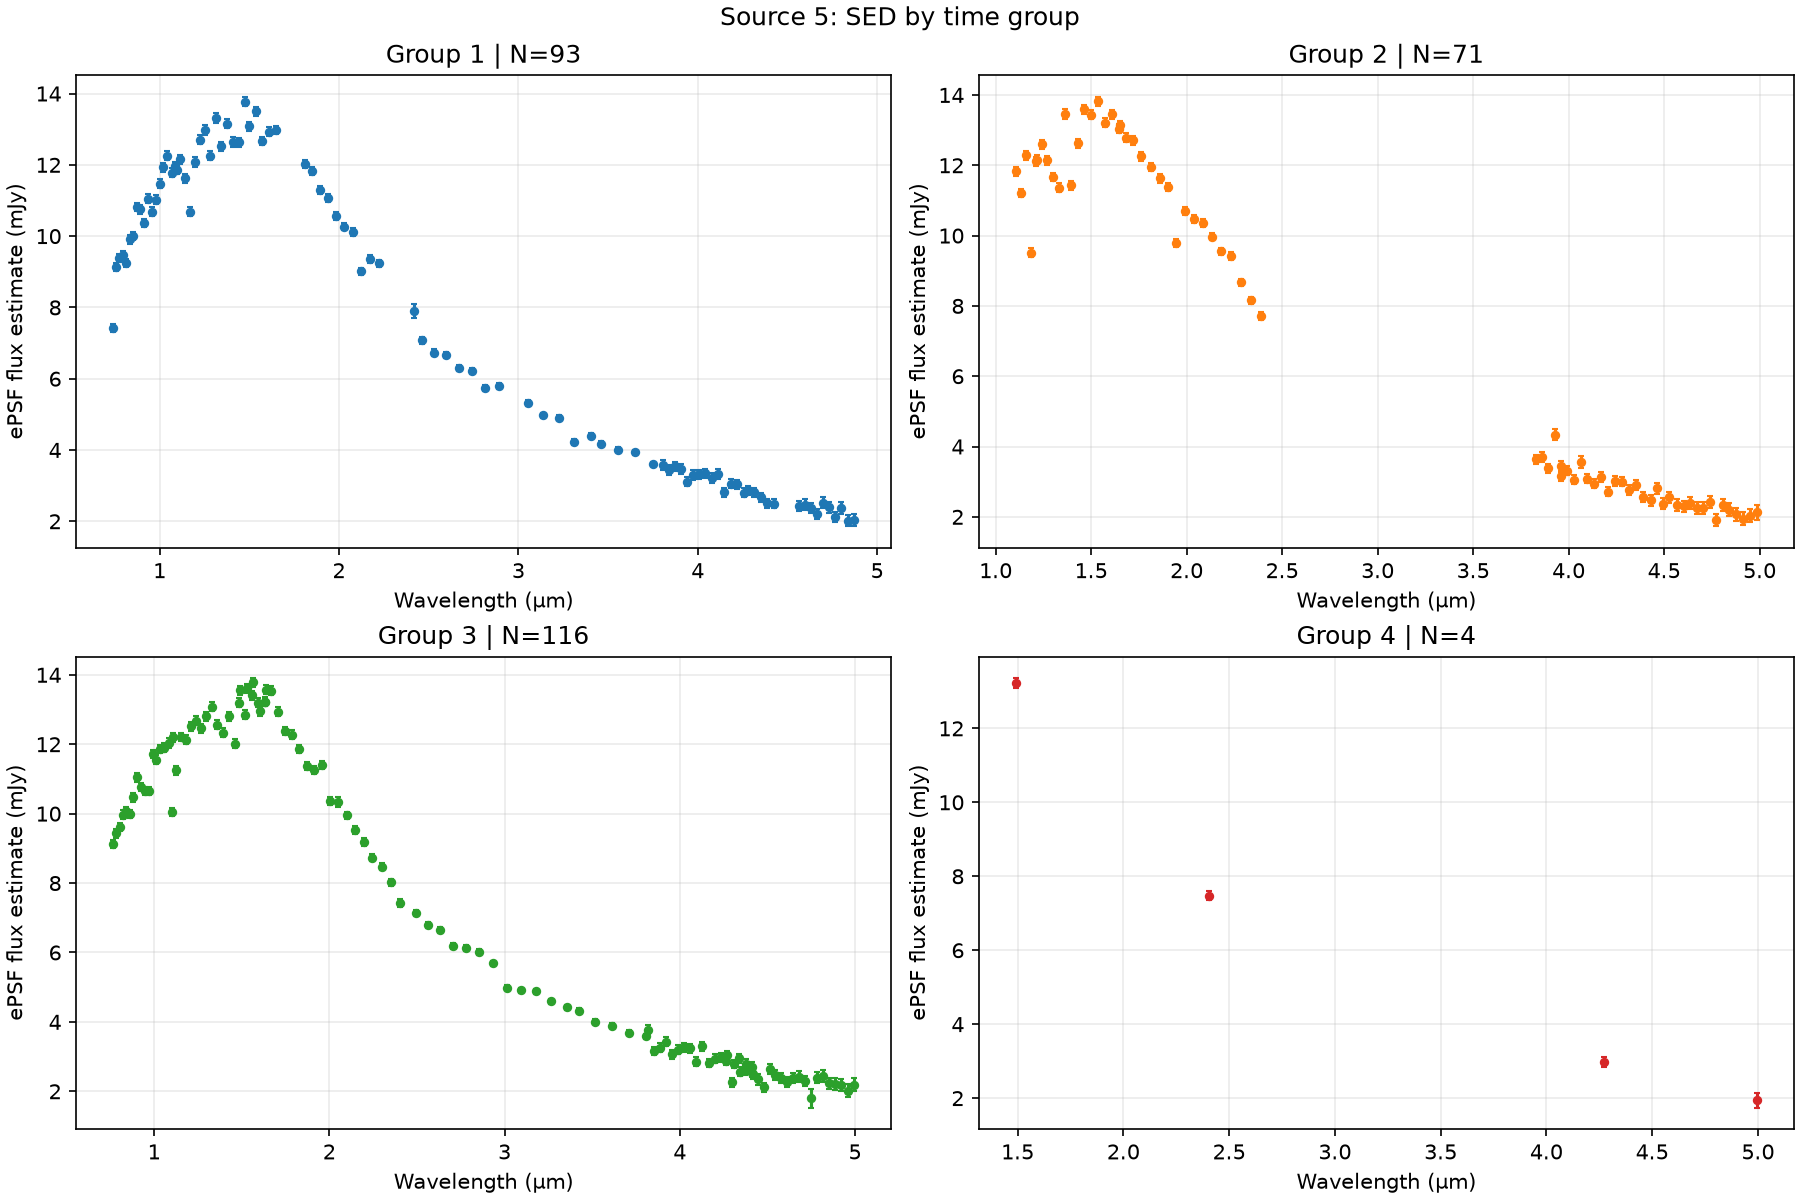 Source 5: SED by time group
Group 1 | N=93
14
12
10
8
6
4
2
ePSF flux estimate (mJy)
1 2 3 4 5
Wavelength (µm)
Group 2 | N=71
14
12
10
8
6
4
2
ePSF flux estimate (mJy)
1.0 1.5 2.0 2.5 3.0 3.5 4.0 4.5 5.0
Wavelength (µm)
Group 3 | N=116
14
12
10
8
6
4
2
ePSF flux estimate (mJy)
1 2 3 4 5
Wavelength (µm)
Group 4 | N=4
12
10
8
6
4
2
ePSF flux estimate (mJy)
1.5 2.0 2.5 3.0 3.5 4.0 4.5 5.0
Wavelength (µm)